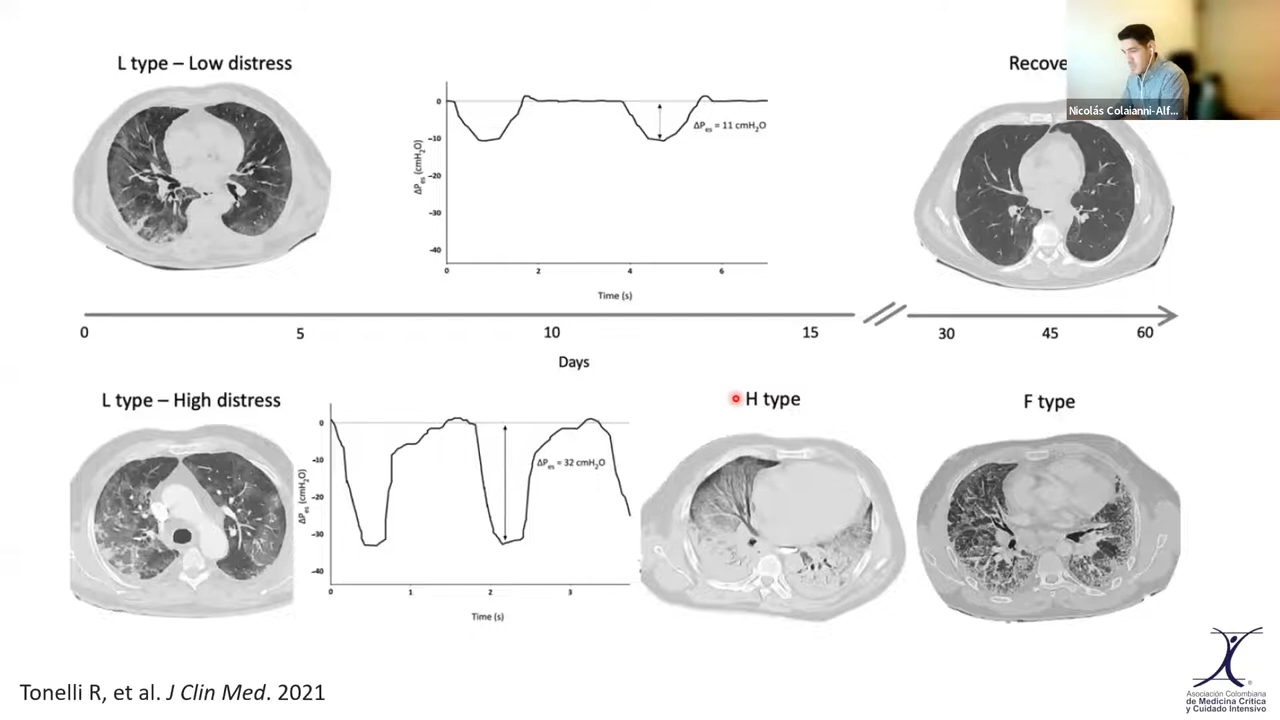 L type – Low distress
Recove
Nicolás Colaianni-Alf...
0
-10
-20
-30
-40
ΔPes (cmH2O)
ΔPes = 11 cmH2O
0
2
4
6
Time (s)
0
5
10
15
30
45
60
Days
L type – High distress
H type
F type
0
-10
-20
-30
-40
ΔPes (cmH2O)
ΔPes = 32 cmH2O
0
1
2
3
Time (s)
Tonelli R, et al. J Clin Med. 2021
®
Asociación Colombiana
de Medicina Crítica
y Cuidado Intensivo